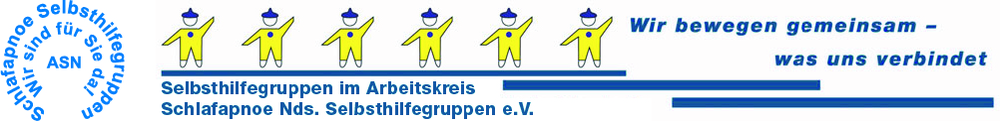 Schlafapnoe Selbsthilfegruppen
Wir sind für Sie da!
ASN
Wir bewegen gemeinsam –
was uns verbindet
Selbsthilfegruppen im Arbeitskreis
Schlafapnoe Nds. Selbsthilfegruppen e.V.